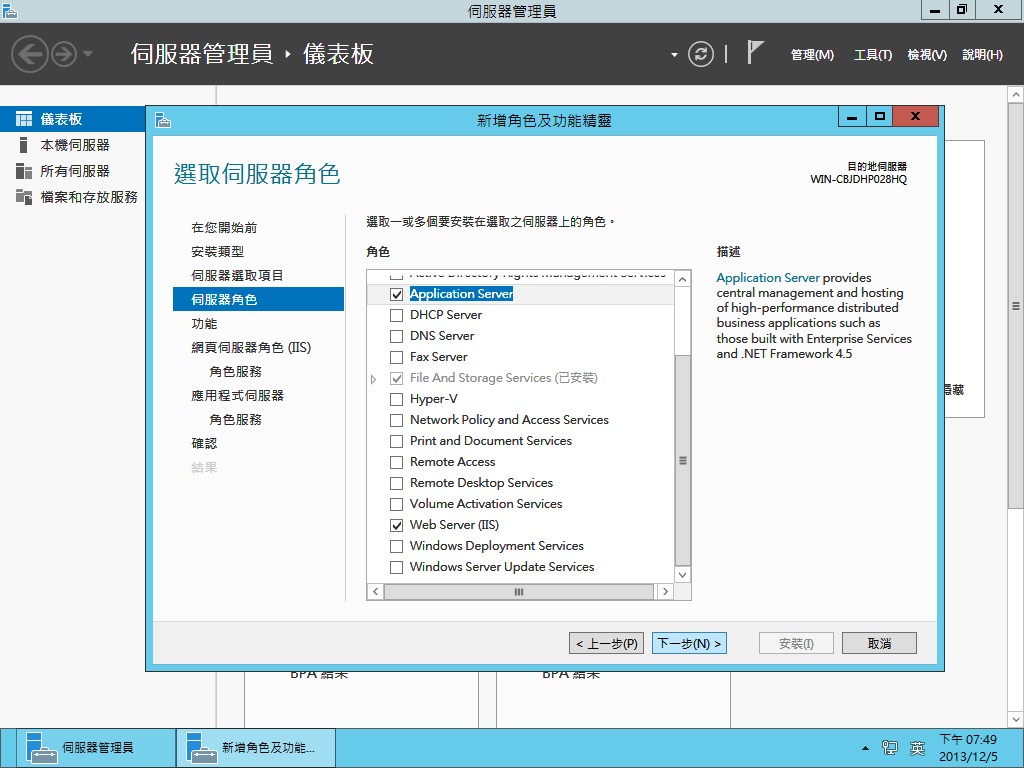 伺服器管理員
伺服器管理員 ‣ 儀表板
管理(M) 工具(T) 檢視(V) 說明(H)
儀表板
本機伺服器
所有伺服器
檔案和存放服務
新增角色及功能精靈
選取伺服器角色
目的地伺服器
WIN-CBJDHP028HQ
在您開始前
安裝類型
伺服器選取項目
伺服器角色
功能
網頁伺服器角色 (IIS)
角色服務
應用程式伺服器
角色服務
確認
結果
選取一或多個要安裝在選取之伺服器上的角色。
角色
Active Directory Rights Management Services
Application Server
DHCP Server
DNS Server
Fax Server
File And Storage Services (已安裝)
Hyper-V
Network Policy and Access Services
Print and Document Services
Remote Access
Remote Desktop Services
Volume Activation Services
Web Server (IIS)
Windows Deployment Services
Windows Server Update Services
描述
Application Server provides
central management and hosting
of high-performance distributed
business applications such as
those built with Enterprise Services
and .NET Framework 4.5
隱藏
< 上一步(P) 下一步(N) > 安裝(I) 取消
BPA 結果 BPA 結果
伺服器管理員 新增角色及功能... 英 下午 07:49
2013/12/5